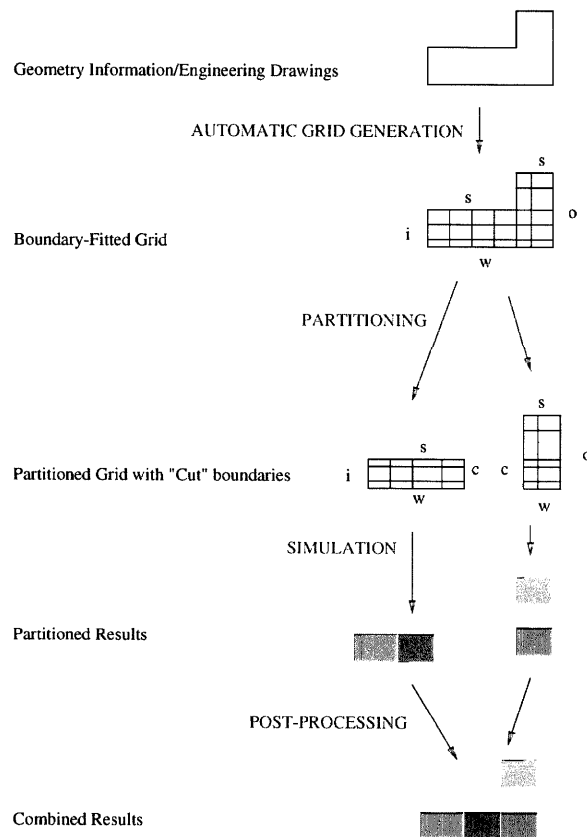 Geometry Information/Engineering Drawings
AUTOMATIC GRID GENERATION
s
s
o
i
Boundary-Fitted Grid
w
PARTITIONING
s
s
Partitioned Grid with "Cut" boundaries
i
c
c
w
w
SIMULATION
Partitioned Results
POST-PROCESSING
Combined Results